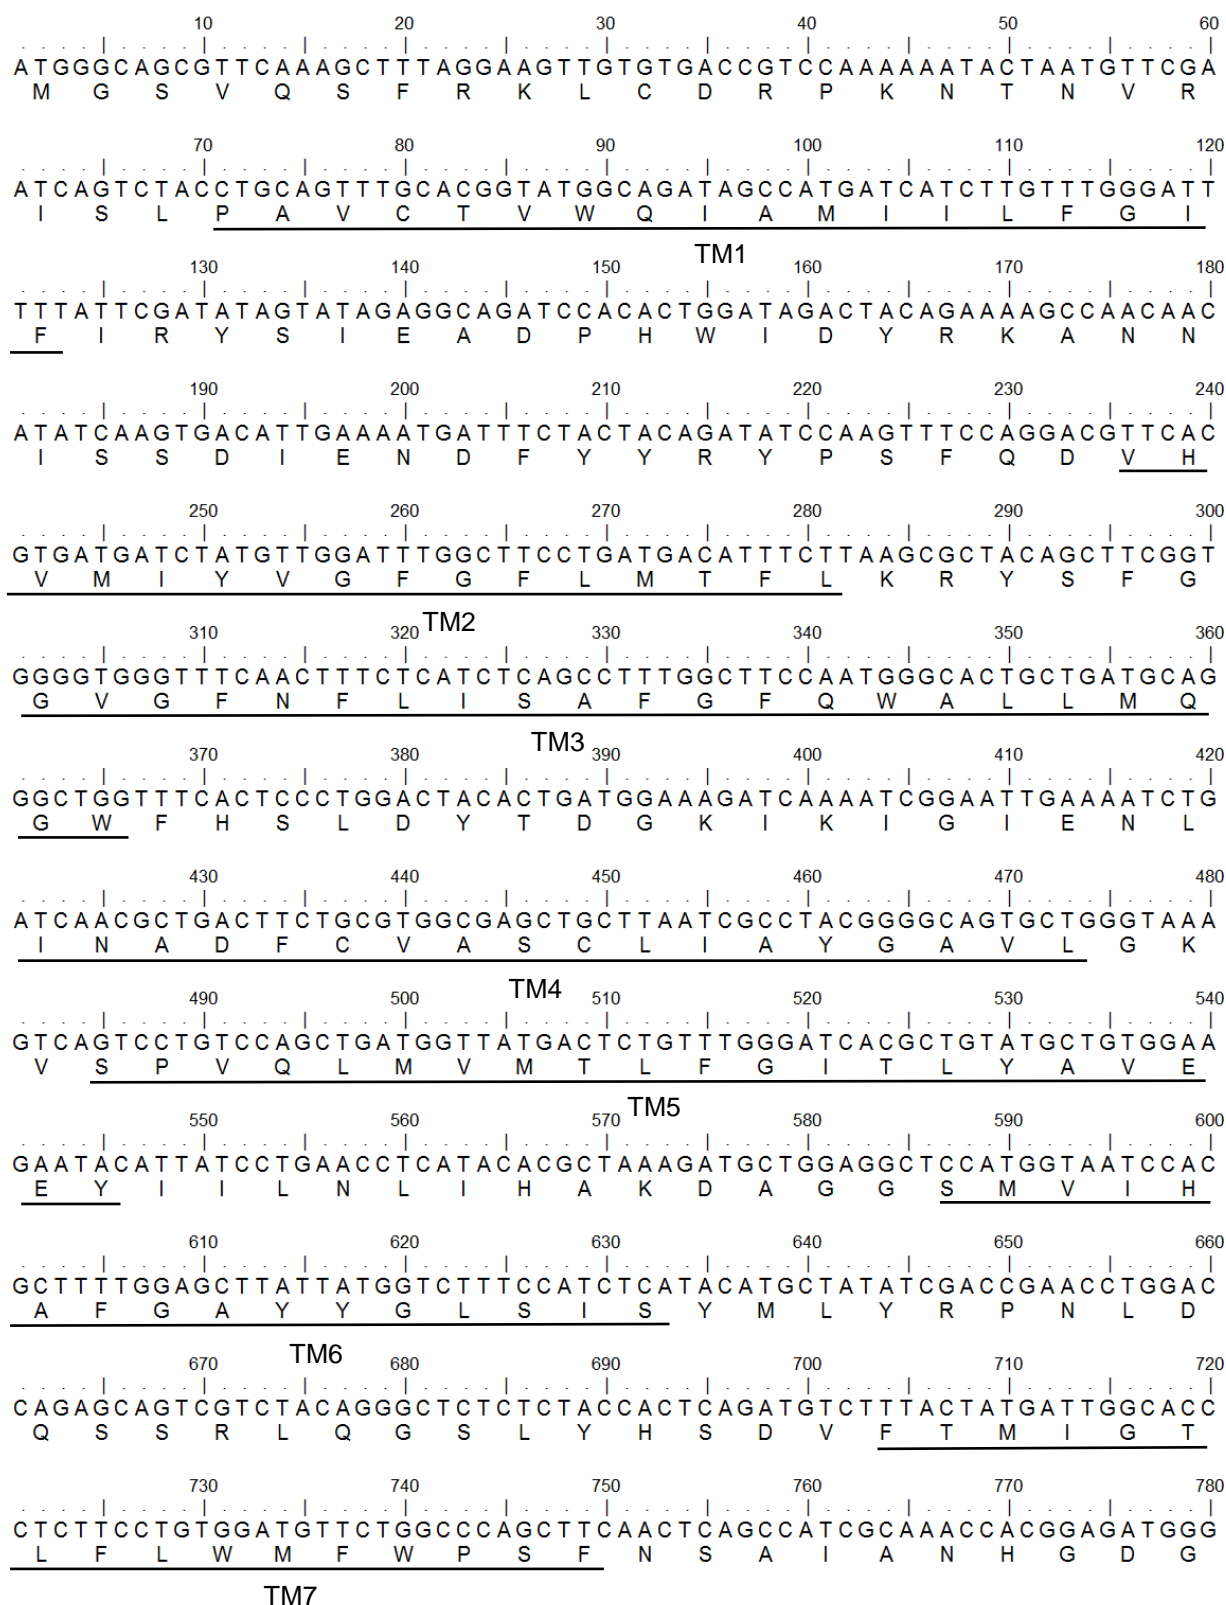 10 20 30 40 50 60
. . . . | . . . . | . . . . | . . . . | . . . . | . . . . | . . . . | . . . . | . . . . | . . . . | . . . . | . . . . |
ATGGGCAGCGTTCAAAGCTTTAGGAAGTTGTGTGACCGTCCAAAAAATACTAATGTTCGA
M G S V Q S F R K L C D R P K N T N V R
70 80 90 100 110 120
. . . . | . . . . | . . . . | . . . . | . . . . | . . . . | . . . . | . . . . | . . . . | . . . . | . . . . | . . . . |
ATCAGTCTACCTGCAGTTTGCACGGTATGGCAGATAGCCATGATCATCTTGTTTGGGATT
I S L P A V C T V W Q I A M I I L F G I
TM1
130 140 150 160 170 180
. . . . | . . . . | . . . . | . . . . | . . . . | . . . . | . . . . | . . . . | . . . . | . . . . | . . . . | . . . . |
TTTATTCGATATAGTATAGAGGCAGATCCACACTGGATAGACTACAGAAAAGCCAACAAC
F I R Y S I E A D P H W I D Y R K A N N
190 200 210 220 230 240
. . . . | . . . . | . . . . | . . . . | . . . . | . . . . | . . . . | . . . . | . . . . | . . . . | . . . . | . . . . |
ATATCAAGTGACATTGAAAATGATTTCTACTACAGATATCCAAGTTTCCAGGACGTTCAC
I S S D I E N D F Y Y R Y P S F Q D V H
250 260 270 280 290 300
. . . . | . . . . | . . . . | . . . . | . . . . | . . . . | . . . . | . . . . | . . . . | . . . . | . . . . | . . . . |
GTGATGATCTATGTTGGATTTGGCTTCCTGATGACATTTCTTAAGCGCTACAGCTTCGGT
V M I Y V G F G F L M T F L K R Y S F G
TM2
310 320 330 340 350 360
. . . . | . . . . | . . . . | . . . . | . . . . | . . . . | . . . . | . . . . | . . . . | . . . . | . . . . | . . . . |
GGGGTGGGTTTCAACTTTCTCATCTCAGCCTTTGGCTTCCAATGGGCACTGCTGATGCAG
G V G F N F L I S A F G F Q W A L L M Q
TM3
370 380 390 400 410 420
. . . . | . . . . | . . . . | . . . . | . . . . | . . . . | . . . . | . . . . | . . . . | . . . . | . . . . | . . . . |
GGCTGGTTTCACTCCCTGGACTACACTGATGGAAAGATCAAAATCGGAATTGAAAATCTG
G W F H S L D Y T D G K I K I G I E N L
430 440 450 460 470 480
. . . . | . . . . | . . . . | . . . . | . . . . | . . . . | . . . . | . . . . | . . . . | . . . . | . . . . | . . . . |
ATCAACGCTGACTTCTGCGTGGCGAGCTGCTTAATCGCCTACGGGGCAGTGCTGGGTAAA
I N A D F C V A S C L I A Y G A V L G K
TM4
490 500 510 520 530 540
. . . . | . . . . | . . . . | . . . . | . . . . | . . . . | . . . . | . . . . | . . . . | . . . . | . . . . | . . . . |
GTCAGTCCTGTCCAGCTGATGGTTATGACTCTGTTTGGGATCACGCTGTATGCTGTGGAA
V S P V Q L M V M T L F G I T L Y A V E
TM5
550 560 570 580 590 600
. . . . | . . . . | . . . . | . . . . | . . . . | . . . . | . . . . | . . . . | . . . . | . . . . | . . . . | . . . . |
GAATACATTATCCTGAACCTCATACACGCTAAAGATGCTGGAGGCTCCATGGTAATCCAC
E Y I I L N L I H A K D A G G S M V I H
610 620 630 640 650 660
. . . . | . . . . | . . . . | . . . . | . . . . | . . . . | . . . . | . . . . | . . . . | . . . . | . . . . | . . . . |
GCTTTTGGAGCTTATTATGGTCTTTCCATCTCATACATGCTATATCGACCGAACCTGGAC
A F G A Y Y G L S I S Y M L Y R P N L D
TM6
670 680 690 700 710 720
. . . . | . . . . | . . . . | . . . . | . . . . | . . . . | . . . . | . . . . | . . . . | . . . . | . . . . | . . . . |
CAGAGCAGTCGTCTACAGGGCTCTCTCTACCACTCAGATGTCTTTACTATGATTGGCACC
Q S S R L Q G S L Y H S D V F T M I G T
730 740 750 760 770 780
. . . . | . . . . | . . . . | . . . . | . . . . | . . . . | . . . . | . . . . | . . . . | . . . . | . . . . | . . . . |
CTCTTCCTGTGGATGTTCTGGCCCAGCTTCAACTCAGCCATCGCAAACCACGGAGATGGG
L F L W M F W P S F N S A I A N H G D G
TM7